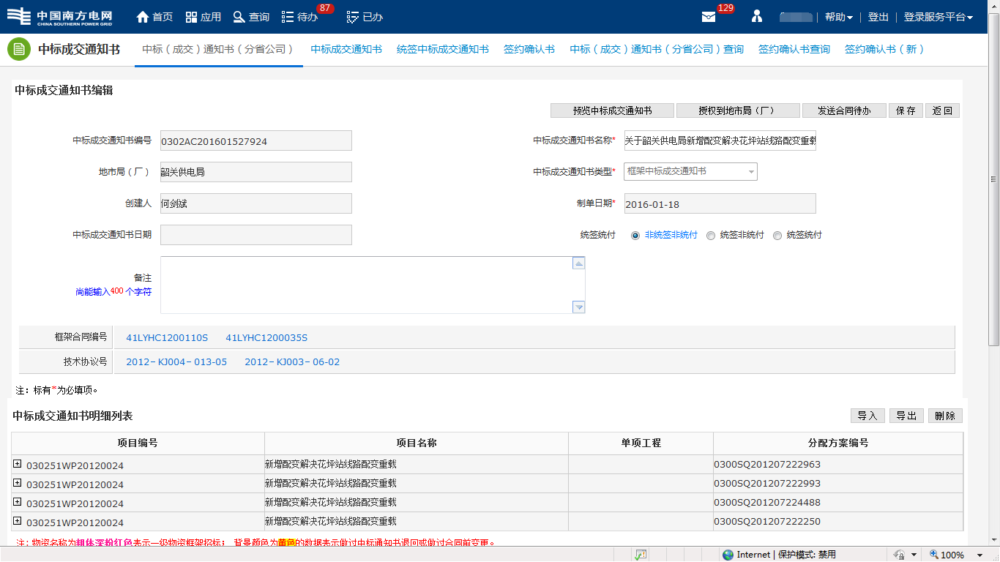 中国南方电网
CHINA SOUTHERN POWER GRID
首页 应用 查询 待办 87 已办 129 帮助 登出 登录服务平台
中标成交通知书 中标（成交）通知书（分省公司） 中标成交通知书 统签中标成交通知书 签约确认书 中标（成交）通知书（分省公司）查询 签约确认书查询 签约确认书（新）
中标成交通知书编辑
预览中标成交通知书 授权到地市局（厂） 发送合同待办 保存 返回
中标成交通知书编号 0302AC201601527924 中标成交通知书名称* 关于韶关供电局新增配变解决花坪站线路配变重载
地市局（厂） 韶关供电局 中标成交通知书类型* 框架中标成交通知书
创建人 何剑斌 制单日期* 2016-01-18
中标成交通知书日期 统签统付 非统签非统付 统签非统付 统签统付
备注
尚能输入400个字符
框架合同编号 41LYHC1200110S 41LYHC1200035S
技术协议号 2012－KJ004－013-05 2012－KJ003－06-02
注：标有*为必填项。
中标成交通知书明细列表 导入 导出 删除
项目编号 项目名称 单项工程 分配方案编号
030251WP20120024 新增配变解决花坪站线路配变重载 0300SQ201207222963
030251WP20120024 新增配变解决花坪站线路配变重载 0300SQ201207222993
030251WP20120024 新增配变解决花坪站线路配变重载 0300SQ201207224488
030251WP20120024 新增配变解决花坪站线路配变重载 0300SQ201207222250
注：物资名称为粗体深粉红色表示一级物资框架招标； 背景颜色为黄色的数据表示做过中标通知书退回或做过合同前变更。
Internet | 保护模式: 禁用 100%